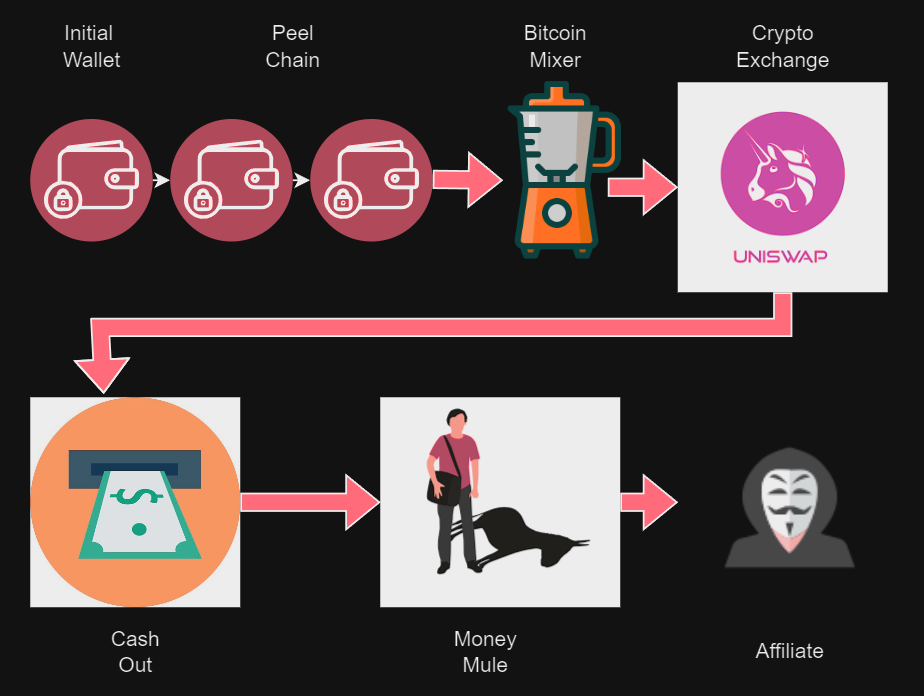 Initial
Wallet
Peel
Chain
Bitcoin
Mixer
Crypto
Exchange
UNISWAP
Cash
Out
Money
Mule
Affiliate